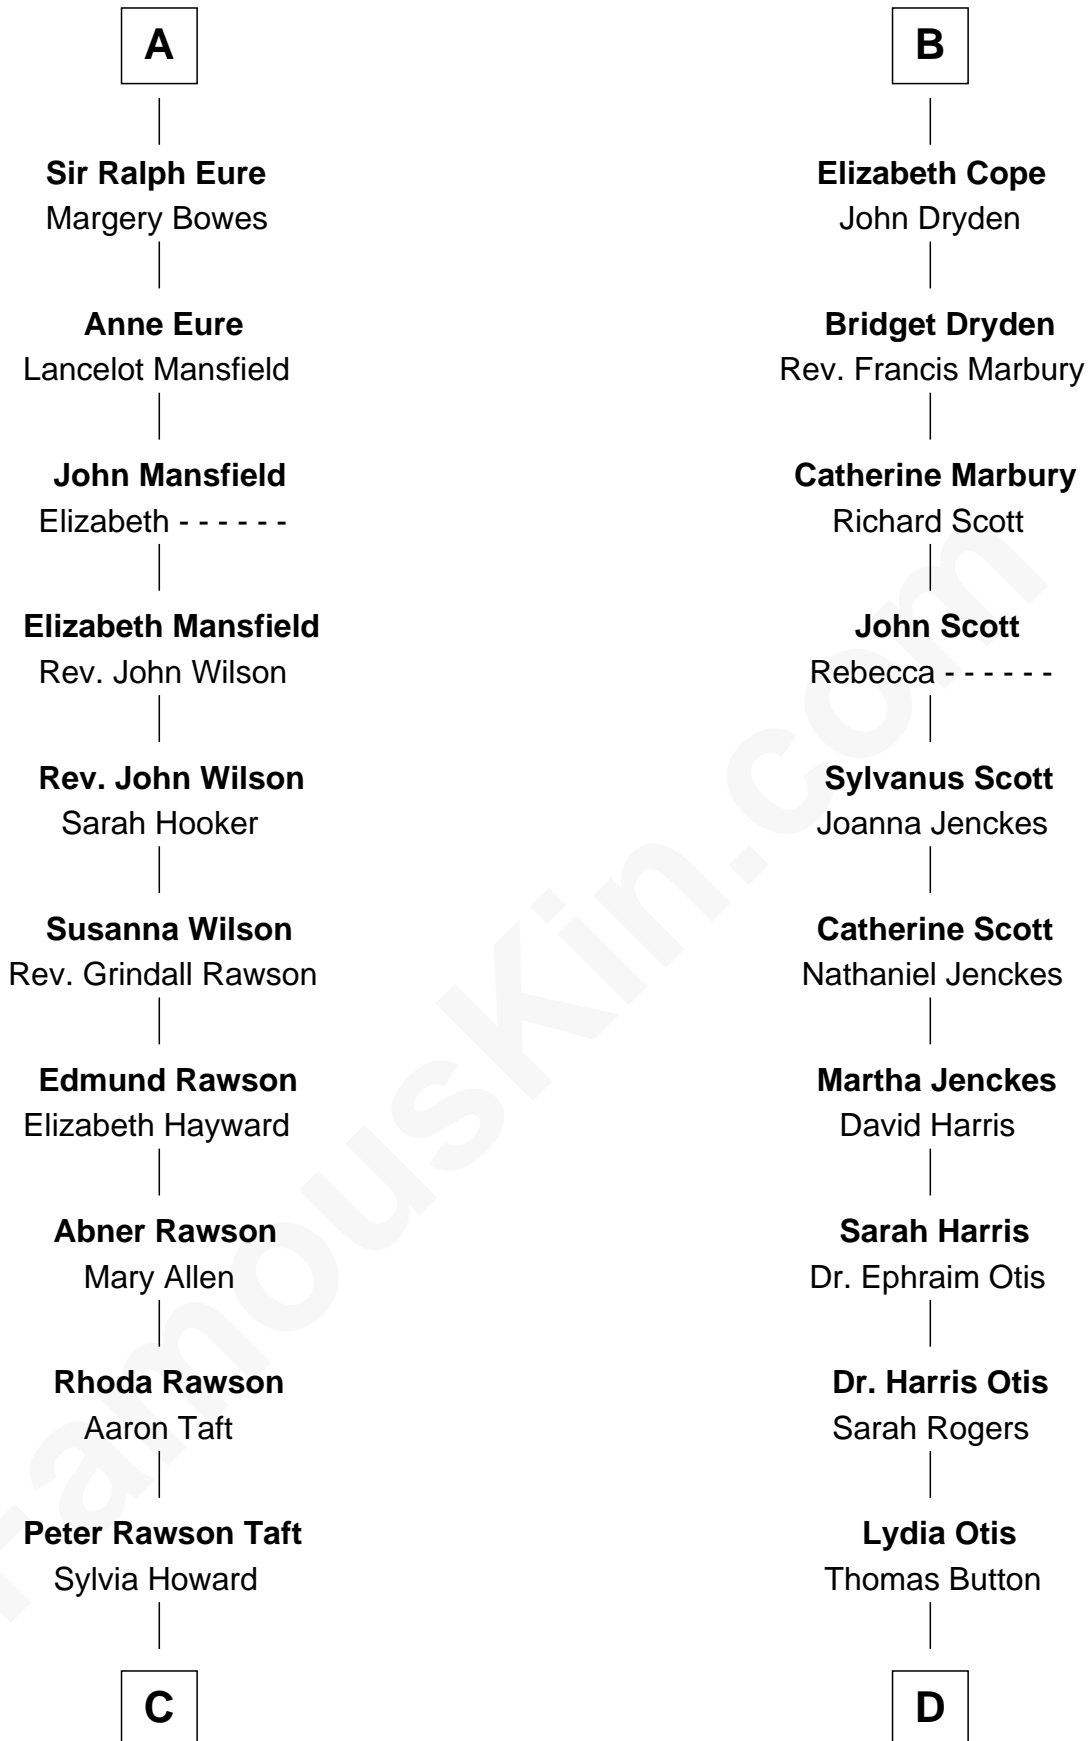 A
Sir Ralph Eure
Margery Bowes
Anne Eure
Lancelot Mansfield
John Mansfield
Elizabeth - - - - - -
Elizabeth Mansfield
Rev. John Wilson
Rev. John Wilson
Sarah Hooker
Susanna Wilson
Rev. Grindall Rawson
Edmund Rawson
Elizabeth Hayward
Abner Rawson
Mary Allen
Rhoda Rawson
Aaron Taft
Peter Rawson Taft
Sylvia Howard
C
B
Elizabeth Cope
John Dryden
Bridget Dryden
Rev. Francis Marbury
Catherine Marbury
Richard Scott
John Scott
Rebecca - - - - - -
Sylvanus Scott
Joanna Jenckes
Catherine Scott
Nathaniel Jenckes
Martha Jenckes
David Harris
Sarah Harris
Dr. Ephraim Otis
Dr. Harris Otis
Sarah Rogers
Lydia Otis
Thomas Button
D
FamousKin.com